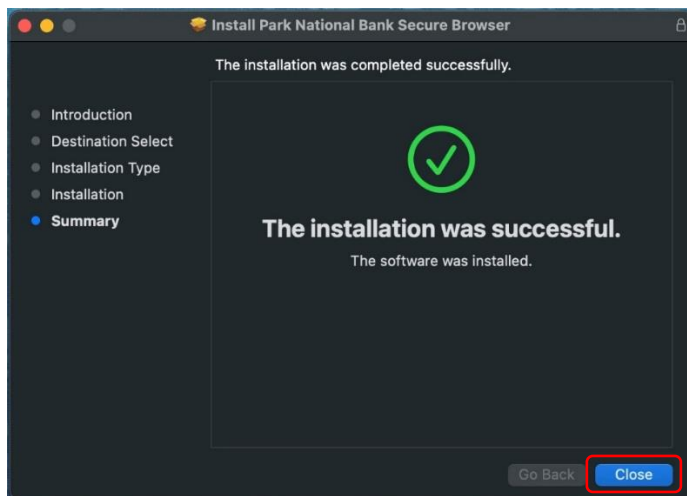 Install Park National Bank Secure Browser
The installation was completed successfully.
Introduction
Destination Select
Installation Type
Installation
Summary
The installation was successful.
The software was installed.
Go Back
Close